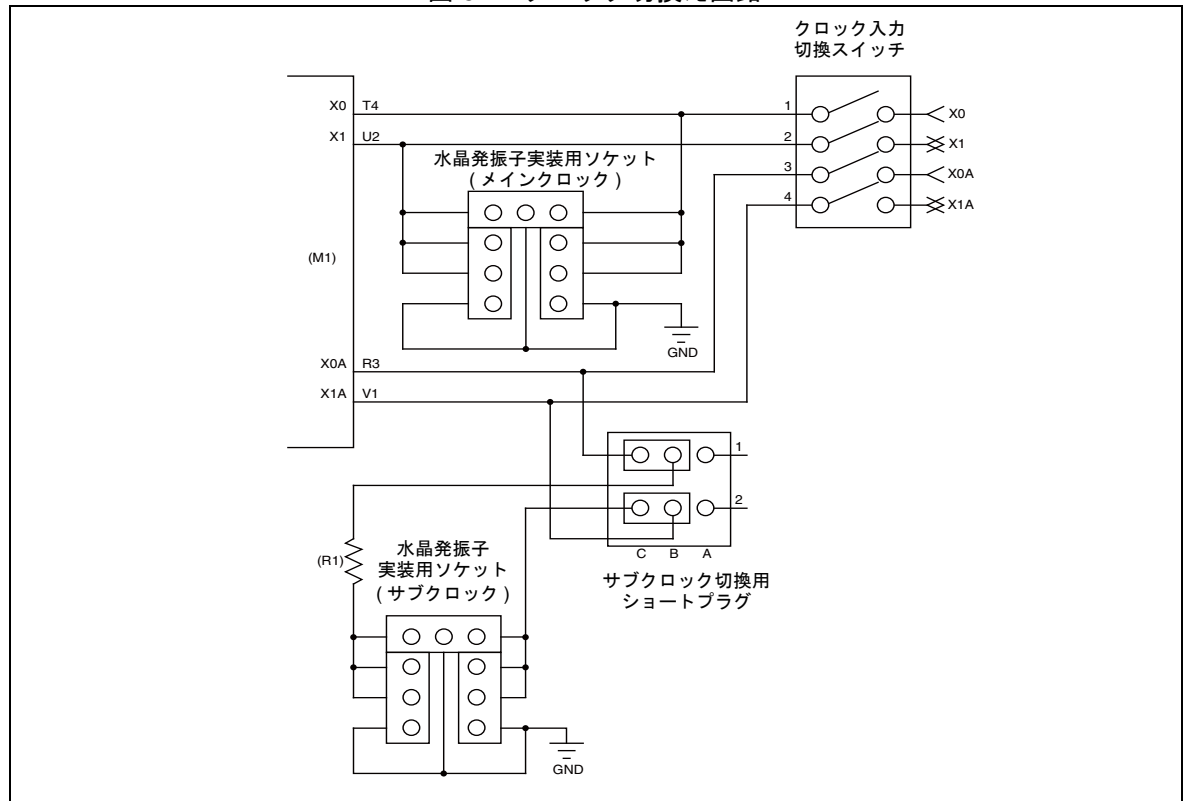 クロック入力
切換スイッチ
X0 T4
1
X0
X1 U2
2
X1
水晶発振子実装用ソケット
( メインクロック )
3
X0A
4
X1A
(M1)
GND
X0A R3
X1A V1
1
2
C B A
(R1)
水晶発振子
実装用ソケット
( サブクロック )
サブクロック切換用
ショートプラグ
GND